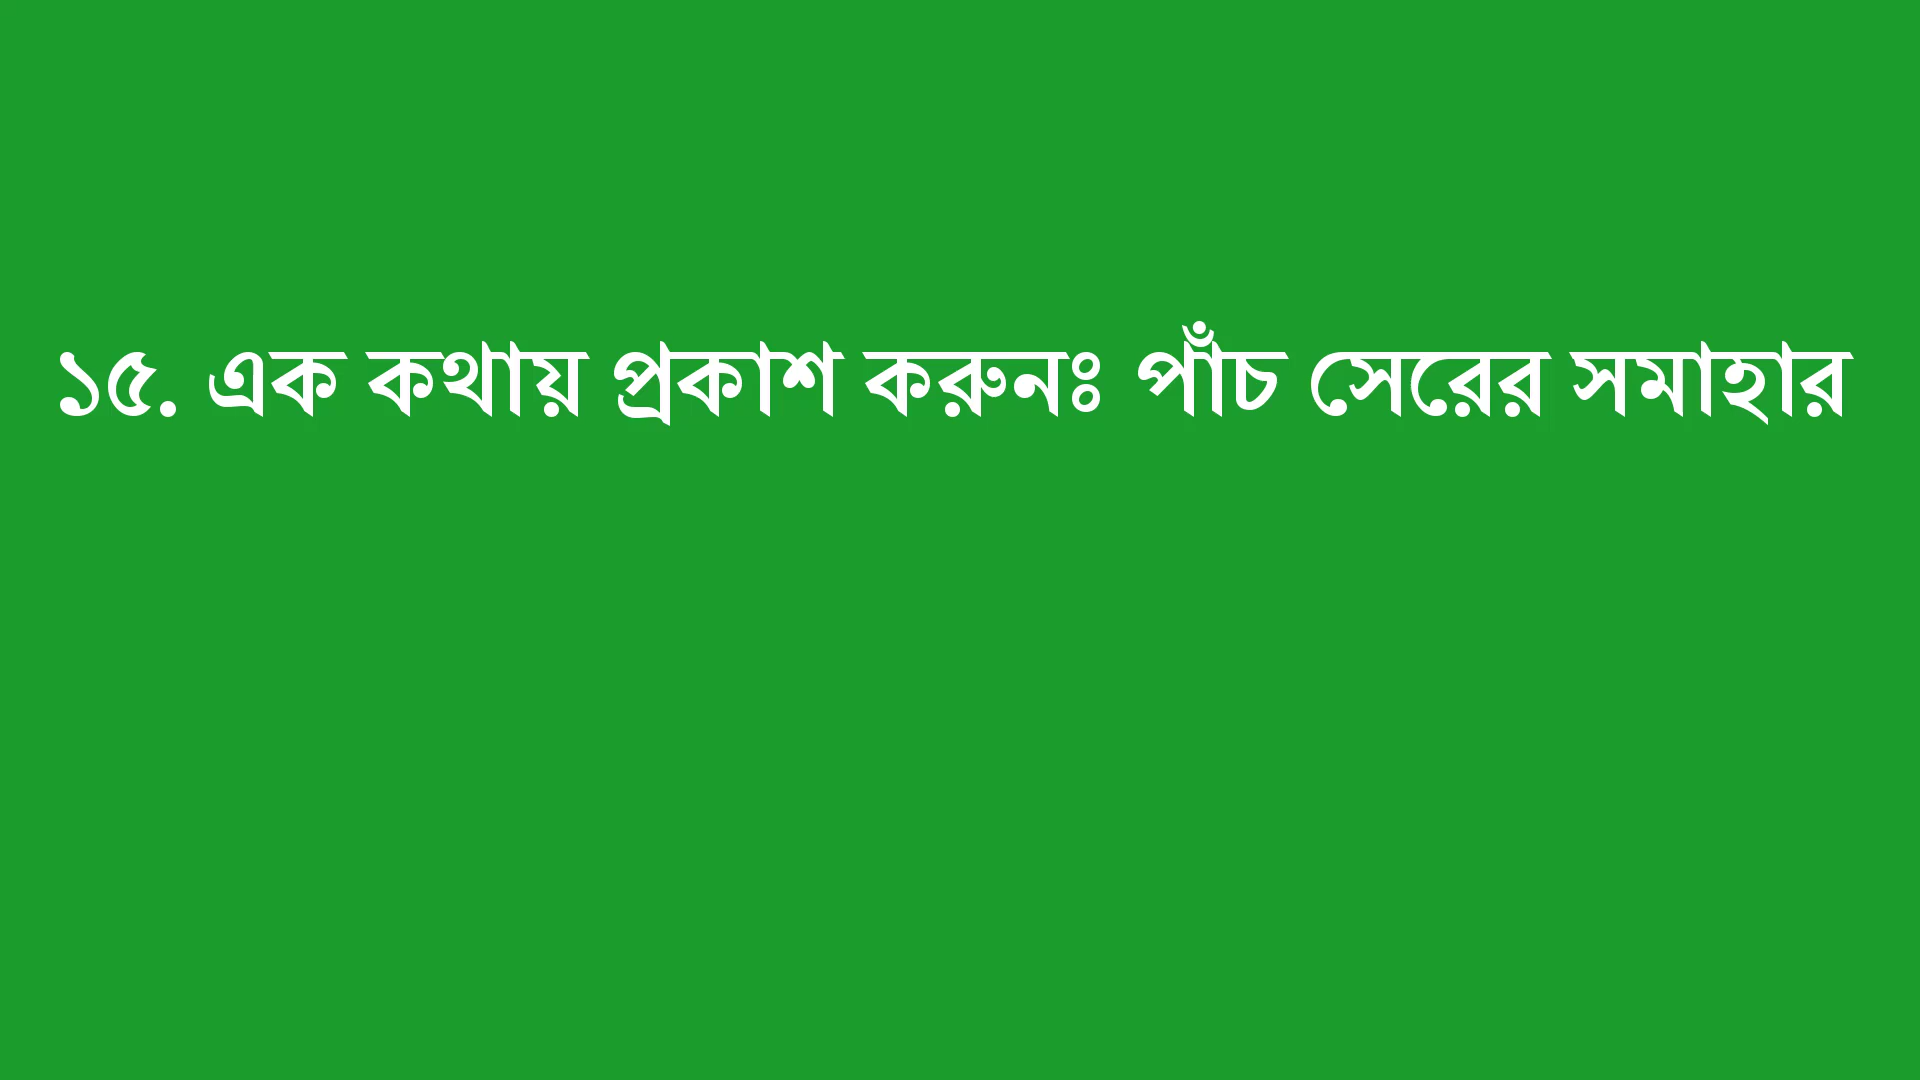 ১৫. এক কথায় প্রকাশ করুনঃ পাঁচ সেরের সমাহার